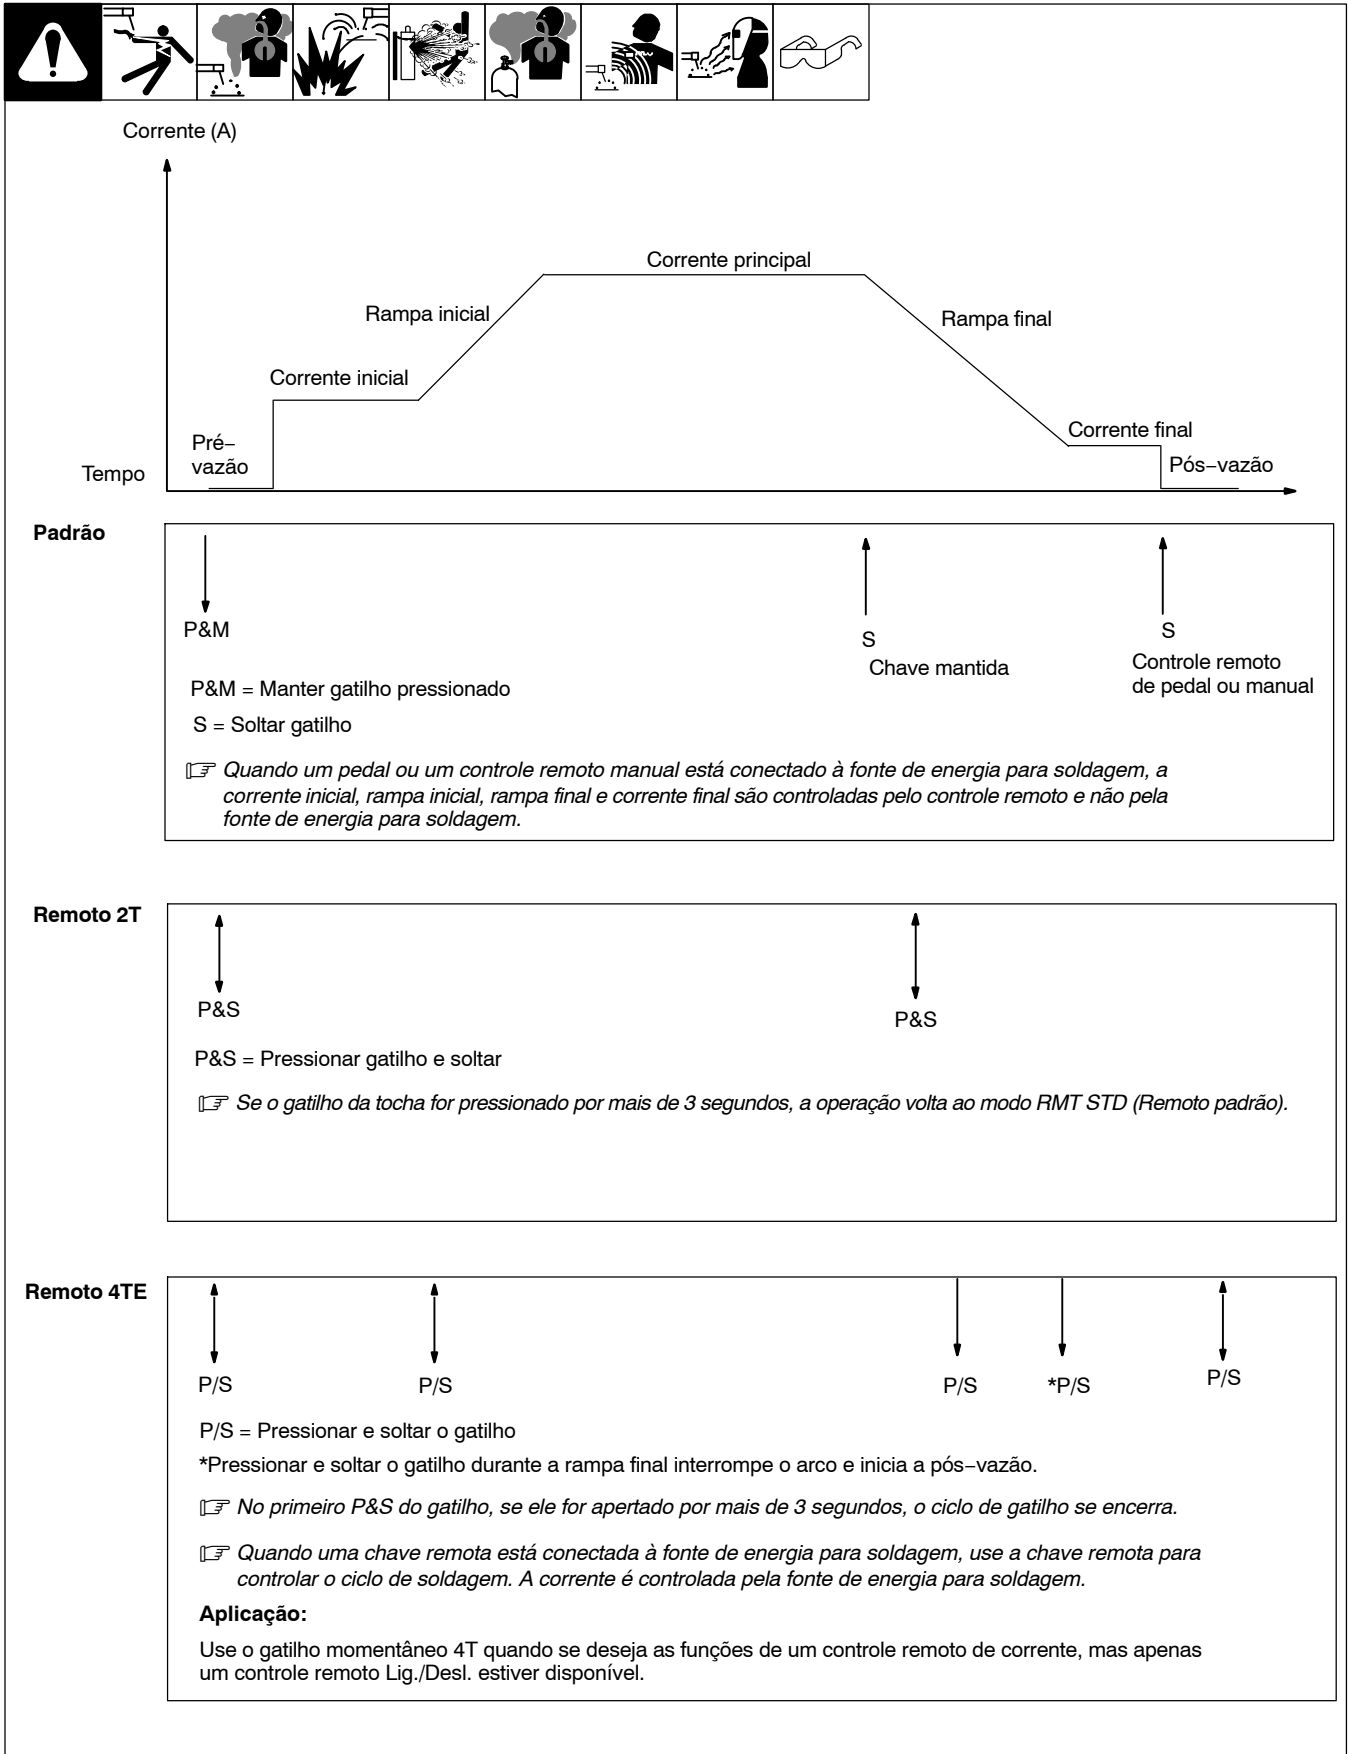 Corrente (A)
Corrente principal
Rampa inicial
Rampa final
Corrente inicial
Corrente final
Pré−
vazão
Pós−vazão
Tempo
Padrão
P&M
S
Chave mantida
S
Controle remoto
de pedal ou manual
P&M = Manter gatilho pressionado
S = Soltar gatilho
Quando um pedal ou um controle remoto manual está conectado à fonte de energia para soldagem, a
corrente inicial, rampa inicial, rampa final e corrente final são controladas pelo controle remoto e não pela
fonte de energia para soldagem.
Remoto 2T
P&S
P&S
P&S = Pressionar gatilho e soltar
Se o gatilho da tocha for pressionado por mais de 3 segundos, a operação volta ao modo RMT STD (Remoto padrão).
Remoto 4TE
P/S
P/S
P/S
*P/S
P/S
P/S = Pressionar e soltar o gatilho
*Pressionar e soltar o gatilho durante a rampa final interrompe o arco e inicia a pós−vazão.
No primeiro P&S do gatilho, se ele for apertado por mais de 3 segundos, o ciclo de gatilho se encerra.
Quando uma chave remota está conectada à fonte de energia para soldagem, use a chave remota para
controlar o ciclo de soldagem. A corrente é controlada pela fonte de energia para soldagem.
Aplicação:
Use o gatilho momentâneo 4T quando se deseja as funções de um controle remoto de corrente, mas apenas
um controle remoto Lig./Desl. estiver disponível.